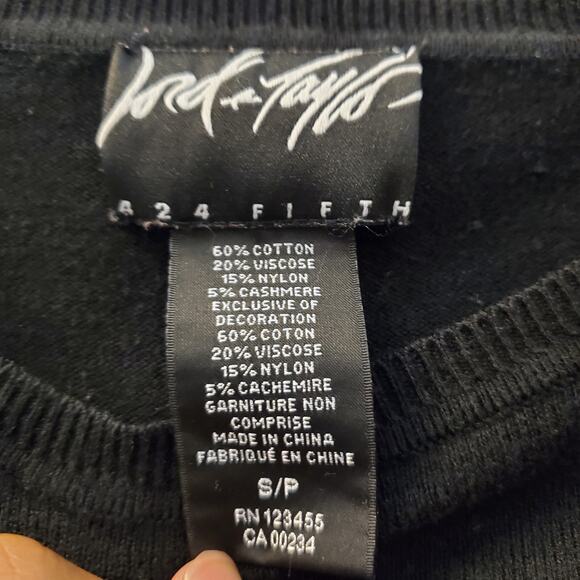 Lord & Taylor
424 FIFTH
60% COTTON
20% VISCOSE
15% NYLON
5% CASHMERE
EXCLUSIVE OF
DECORATION
60% COTON
20% VISCOSE
15% NYLON
5% CACHEMIRE
GARNITURE NON
COMPRISE
MADE IN CHINA
FABRIQUÉ EN CHINE
S/P
RN 123455
CA 00234